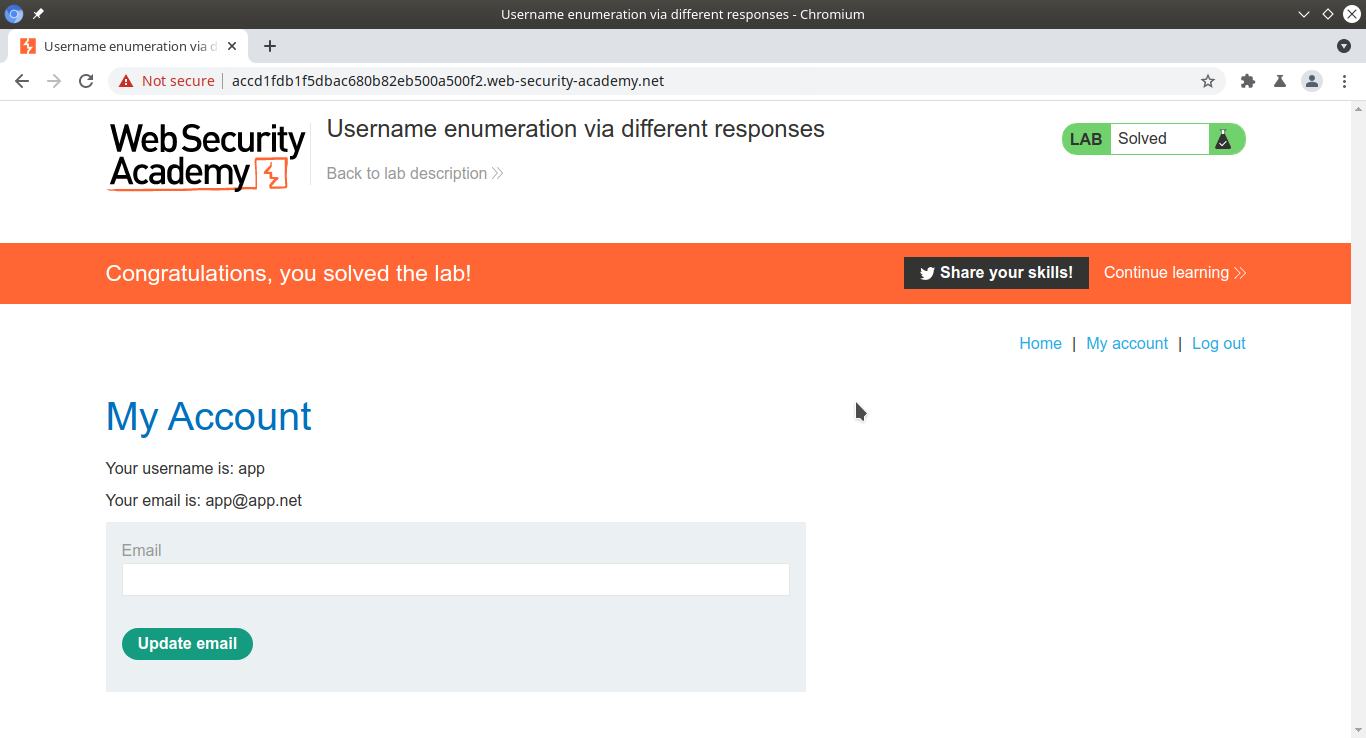 Username enumeration via different responses - Chromium
Username enumeration via d
Not secure accd1fdb1f5dbac680b82eb500a500f2.web-security-academy.net
Web Security
Academy
Username enumeration via different responses
Back to lab description
LAB Solved
Congratulations, you solved the lab!
Share your skills!
Continue learning
Home | My account | Log out
My Account
Your username is: app
Your email is: app@app.net
Email
Update email